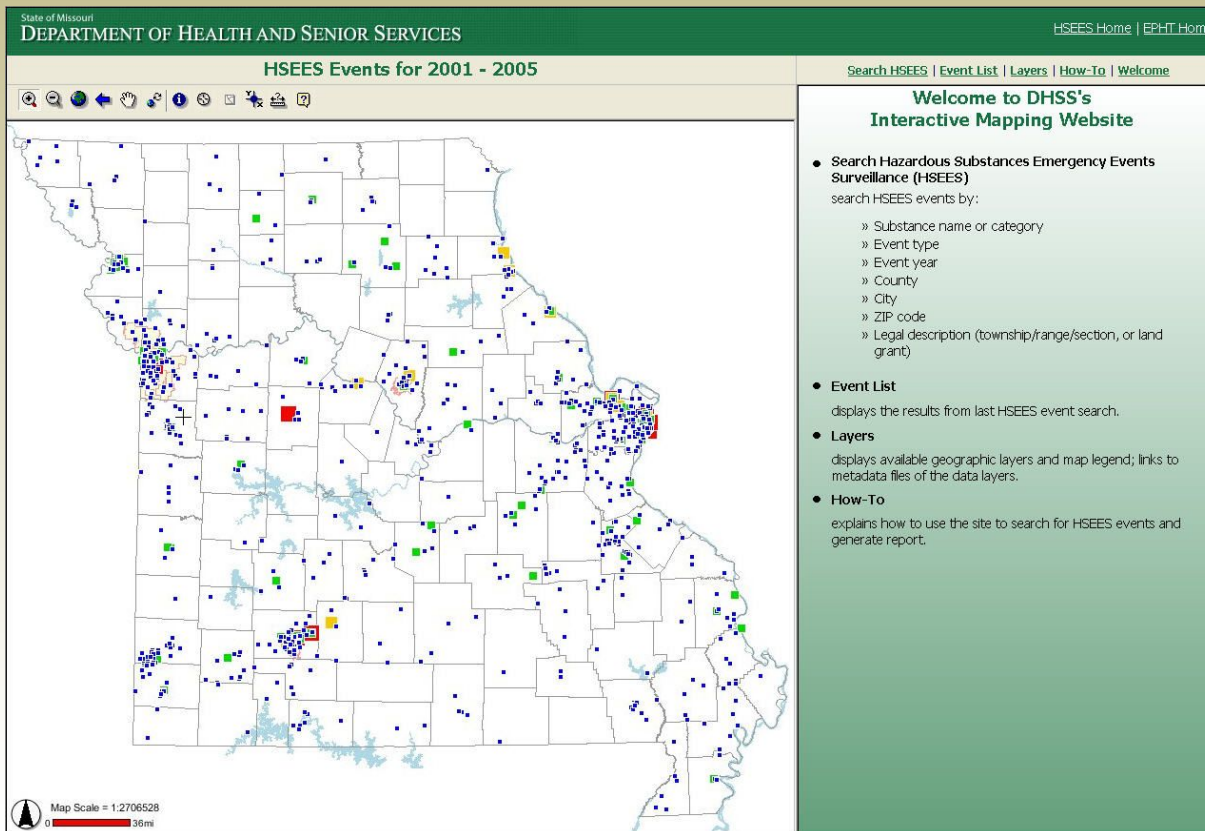 State of Missouri
DEPARTMENT OF HEALTH AND SENIOR SERVICES
HSEES Home | EPHT Hom
HSEES Events for 2001 - 2005
Search HSEES | Event List | Layers | How-To | Welcome
Welcome to DHSS's
Interactive Mapping Website
• Search Hazardous Substances Emergency Events
Surveillance (HSEES)
search HSEES events by:
» Substance name or category
» Event type
» Event year
» County
» City
» ZIP code
» Legal description (township/range/section, or land
grant)
• Event List
displays the results from last HSEES event search.
• Layers
displays available geographic layers and map legend; links to
metadata files of the data layers.
• How-To
explains how to use the site to search for HSEES events and
generate report.
Map Scale = 1:2706528
0 36mi